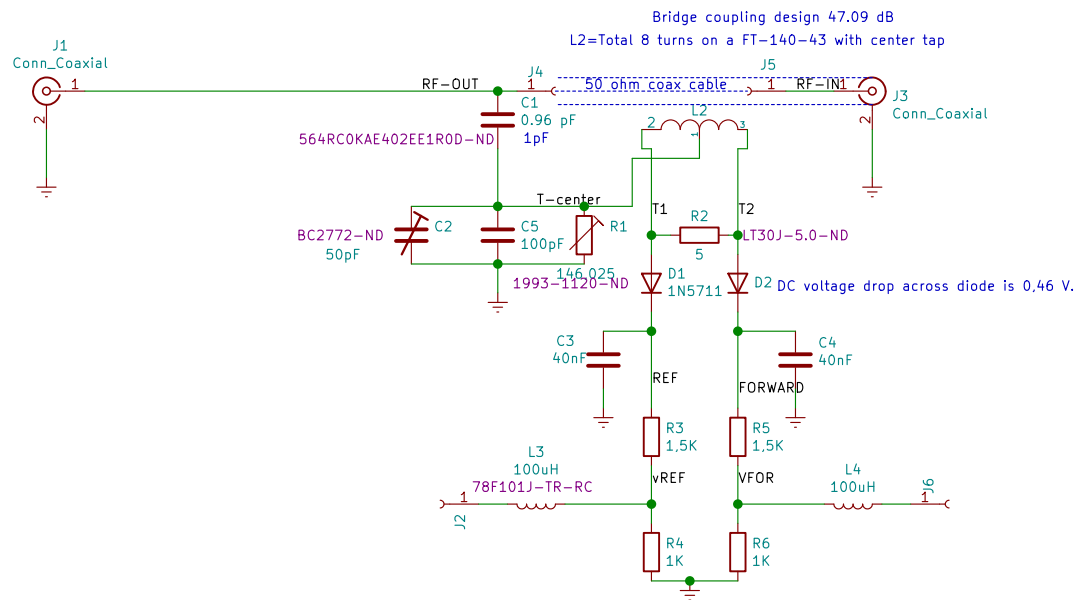 Bridge coupling design 47.09 dB
L2=Total 8 turns on a FT-140-43 with center tap
J1
Conn_Coaxial
1
2
RF-OUT
J4
1
50 ohm coax cable
J5
1
RF-IN
1
2
J3
Conn_Coaxial
C1
0.96 pF
1pF
564RC0KAE402EE1R0D-ND
L2
2
1
3
T-center
BC2772-ND
50pF
C2
C5
100pF
R1
146,025
1993-1120-ND
T1
R2
5
T2
LT30J-5.0-ND
D1
1N5711
D2
DC voltage drop across diode is 0,46 V.
C3
40nF
C4
40nF
REF
FORWARD
R3
1,5K
R5
1,5K
L3
100uH
78F101J-TR-RC
vREF
VFOR
L4
100uH
1
J2
1
J6
R4
1K
R6
1K